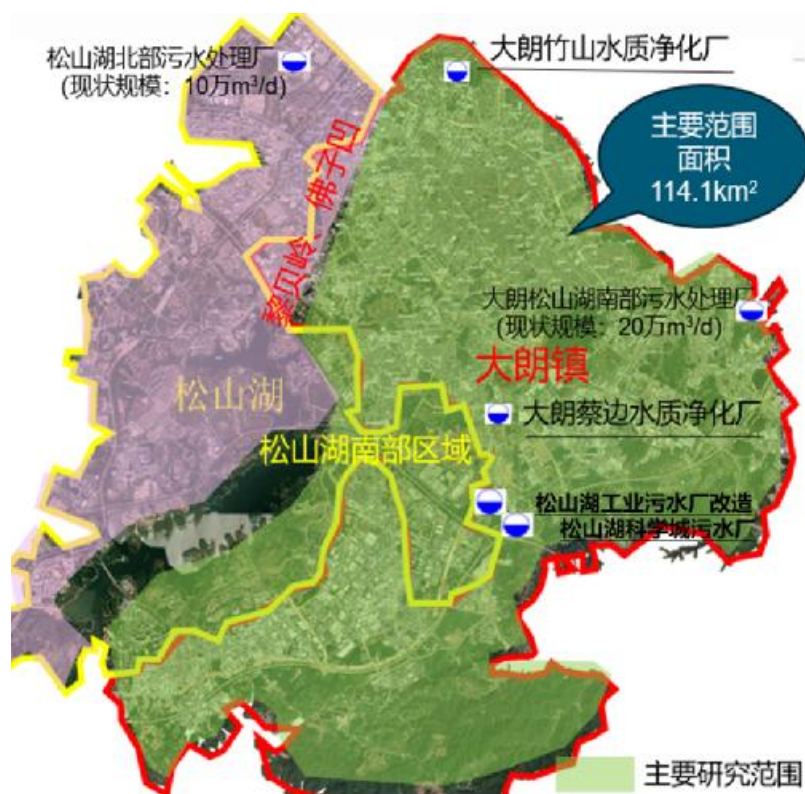 松山湖北部污水处理厂
(现状规模：10万m³/d)
大朗竹山水质净化厂
主要范围
面积
114.1km²
黎贝岭、佛子凹
大朗松山湖南部污水处理厂
(现状规模：20万m³/d)
大朗镇
松山湖
大朗蔡边水质净化厂
松山湖南部区域
松山湖工业污水厂改造
松山湖科学城污水厂
主要研究范围